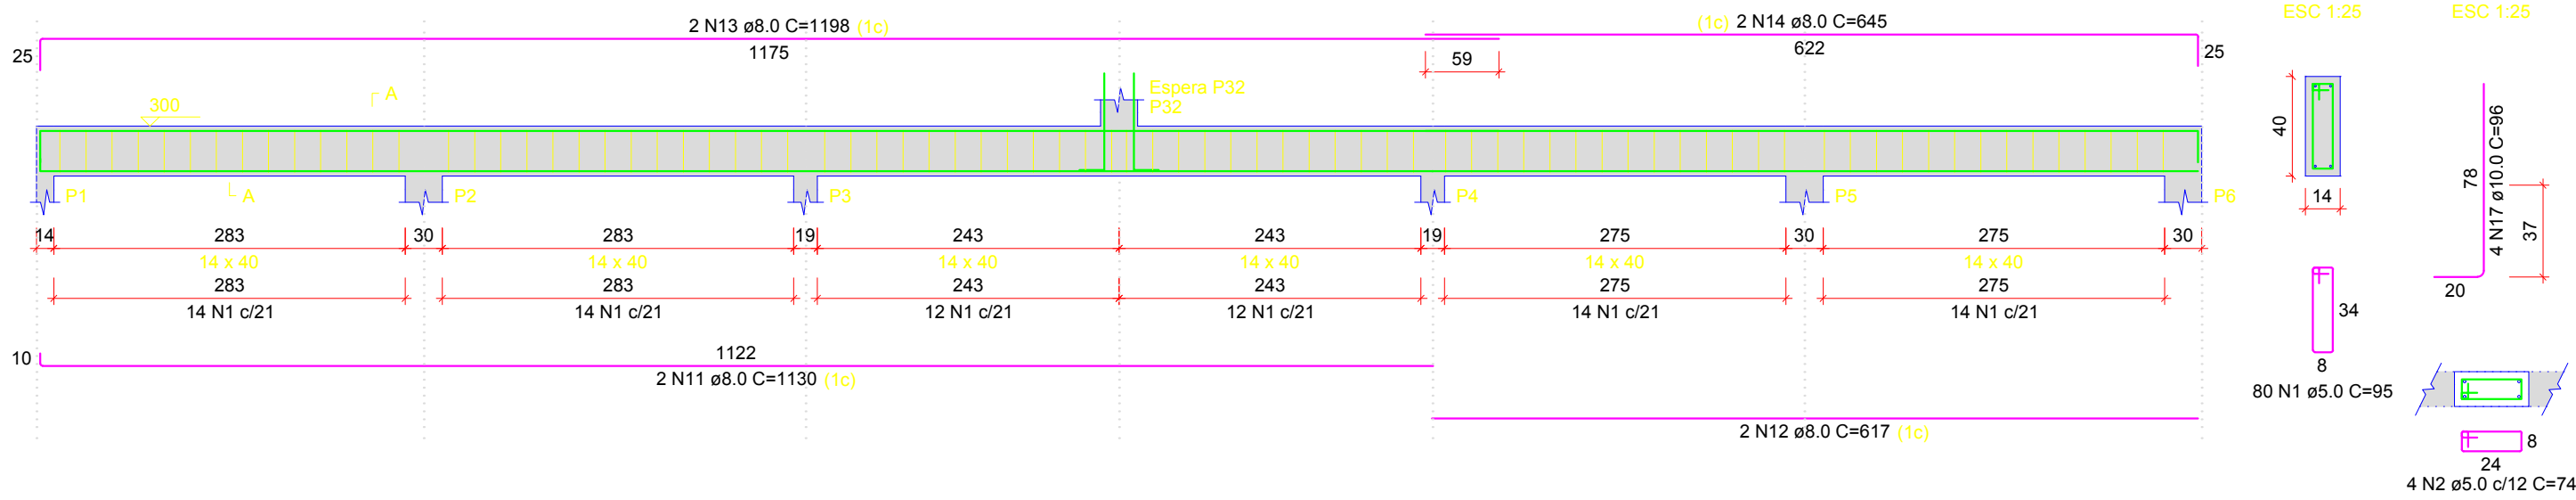 2 N13 ø8.0 C=1198 (1c)
(1c) 2 N14 ø8.0 C=645
ESC 1:25
ESC 1:25
25
1175
59
622
25
300
A
Espera P32
P32
P1
A
P2
P3
P4
P5
P6
14
283
30
283
19
243
243
19
275
30
275
30
14 x 40
14 x 40
14 x 40
14 x 40
14 x 40
14 x 40
283
283
243
243
275
275
14 N1 c/21
14 N1 c/21
12 N1 c/21
12 N1 c/21
14 N1 c/21
14 N1 c/21
10
1122
2 N11 ø8.0 C=1130 (1c)
2 N12 ø8.0 C=617 (1c)
40
14
34
8
80 N1 ø5.0 C=95
78
4 N17 ø10.0 C=96
37
20
8
24
4 N2 ø5.0 c/12 C=74